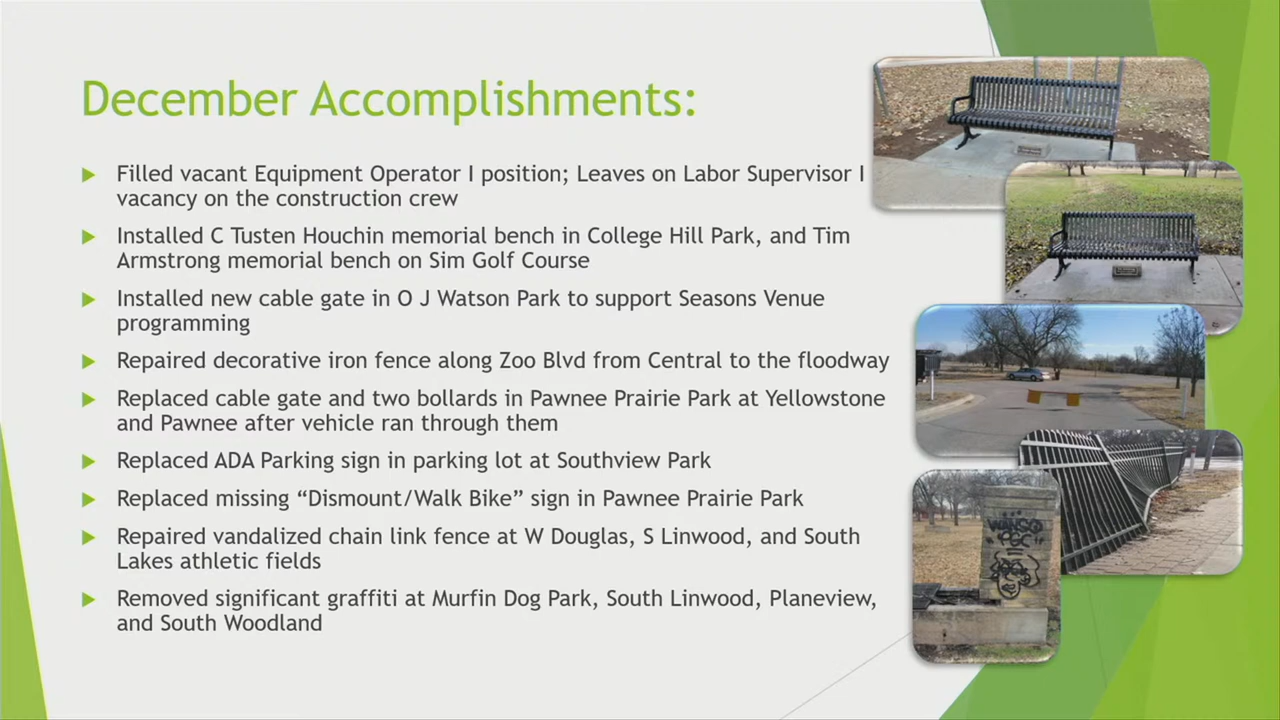 December Accomplishments:
Filled vacant Equipment Operator I position; Leaves on Labor Supervisor I
vacancy on the construction crew
Installed C Tusten Houchin memorial bench in College Hill Park, and Tim
Armstrong memorial bench on Sim Golf Course
Installed new cable gate in O J Watson Park to support Seasons Venue
programming
Repaired decorative iron fence along Zoo Blvd from Central to the floodway
Replaced cable gate and two bollards in Pawnee Prairie Park at Yellowstone
and Pawnee after vehicle ran through them
Replaced ADA Parking sign in parking lot at Southview Park
Replaced missing “Dismount/Walk Bike” sign in Pawnee Prairie Park
Repaired vandalized chain link fence at W Douglas, S Linwood, and South
Lakes athletic fields
Removed significant graffiti at Murfin Dog Park, South Linwood, Planeview,
and South Woodland